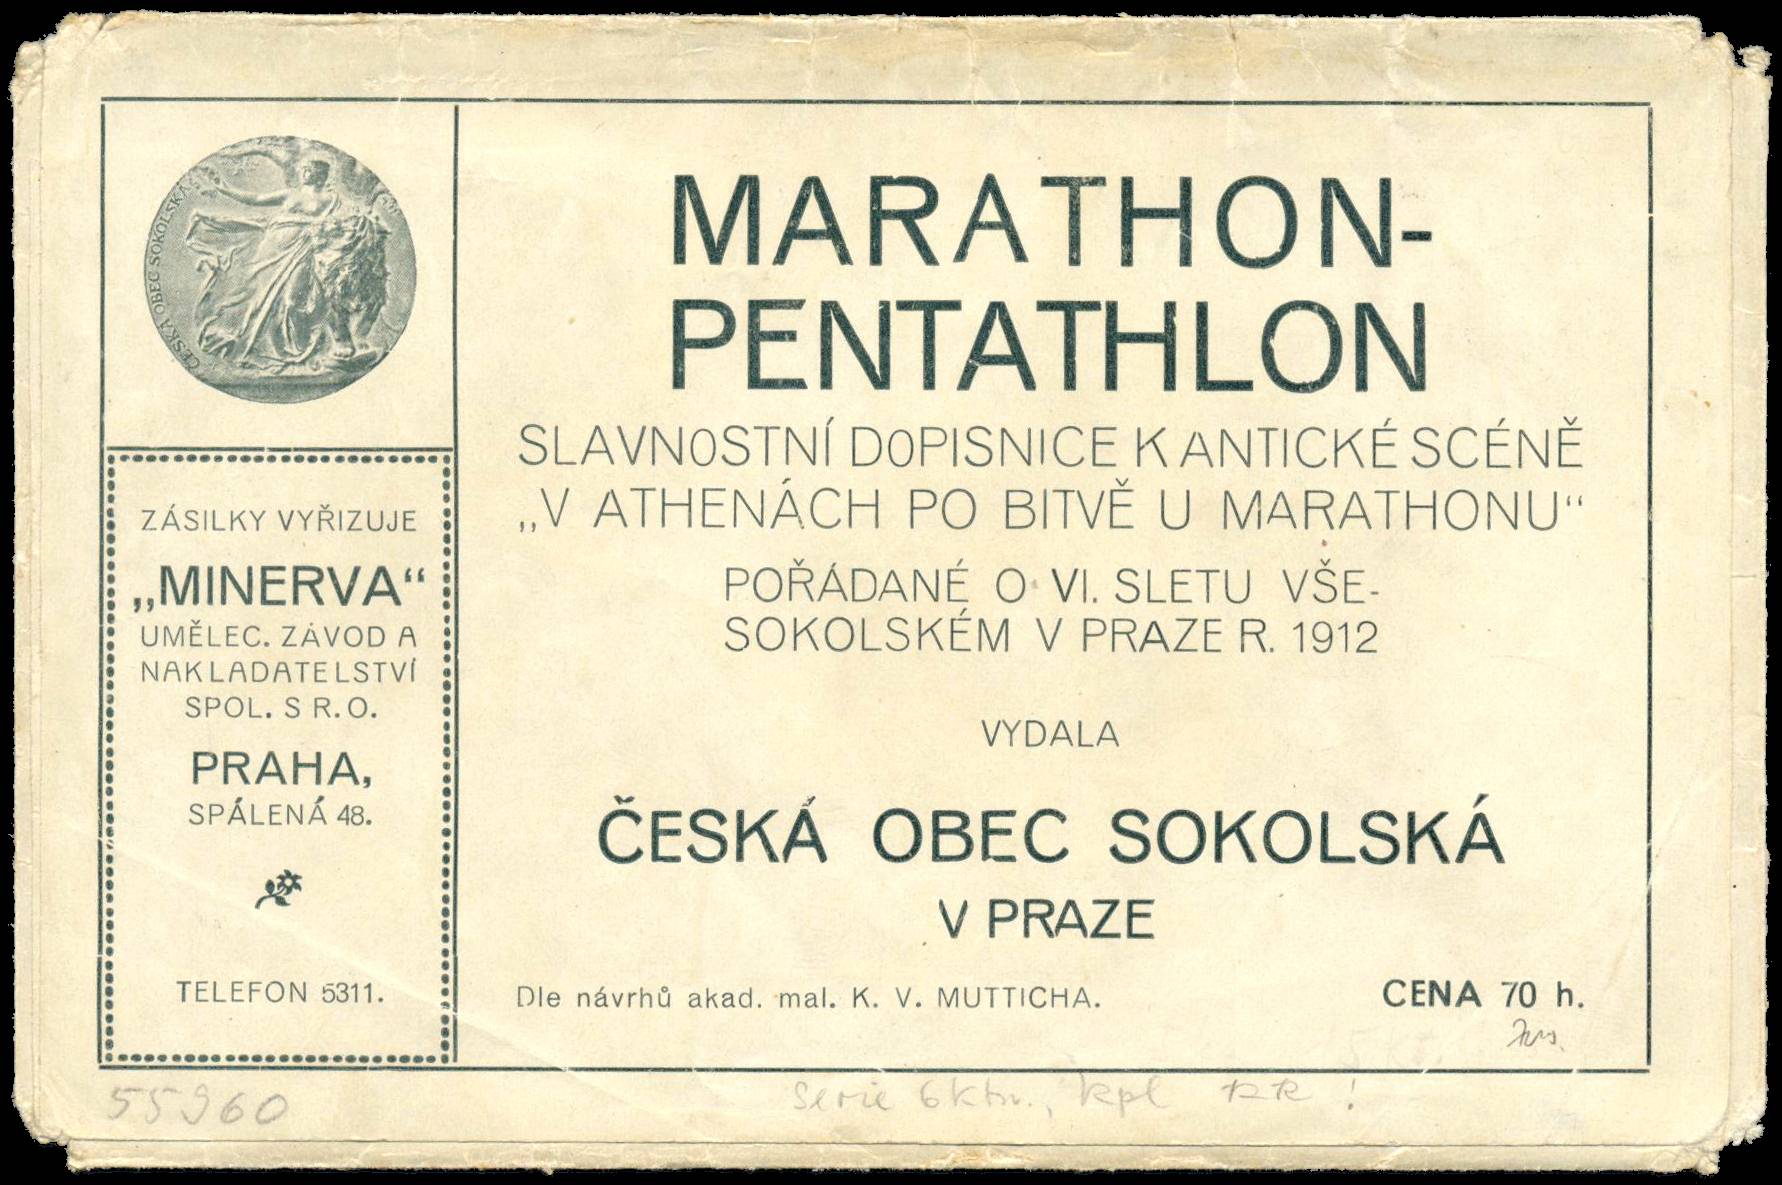 ČESKÁ OBEC SOKOLSKÁ
ZÁSILKY VYŘIZUJE
„MINERVA“
UMĚLEC. ZÁVOD A
NAKLADATELSTVÍ
SPOL. S R. O.
PRAHA,
SPÁLENÁ 48.
TELEFON 5311.
MARATHON-
PENTATHLON
SLAVNOSTNÍ DOPISNICE K ANTICKÉ SCÉNĚ
„V ATHENÁCH PO BITVĚ U MARATHONU“
POŘÁDANÉ O VI. SLETU VŠE-
SOKOLSKÉM V PRAZE R. 1912
VYDALA
ČESKÁ OBEC SOKOLSKÁ
V PRAZE
Dle návrhů akad. mal. K. V. MUTTICHA.
CENA 70 h.
55960
Serie 6 ktn., kpl RR !